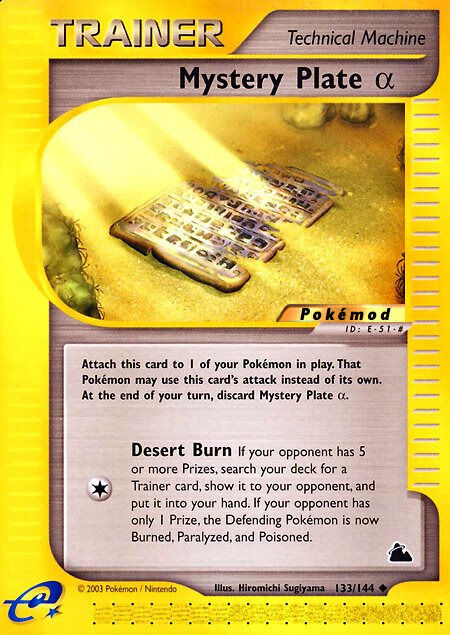 TRAINER
Technical Machine
Mystery Plate α
Pokémod
ID: E-51-#
Attach this card to 1 of your Pokémon in play. That
Pokémon may use this card's attack instead of its own.
At the end of your turn, discard Mystery Plate α.
Desert Burn If your opponent has 5
or more Prizes, search your deck for a
Trainer card, show it to your opponent, and
put it into your hand. If your opponent has
only 1 Prize, the Defending Pokémon is now
Burned, Paralyzed, and Poisoned.
© 2003 Pokémon / Nintendo
Illus. Hiromichi Sugiyama
133/144
e